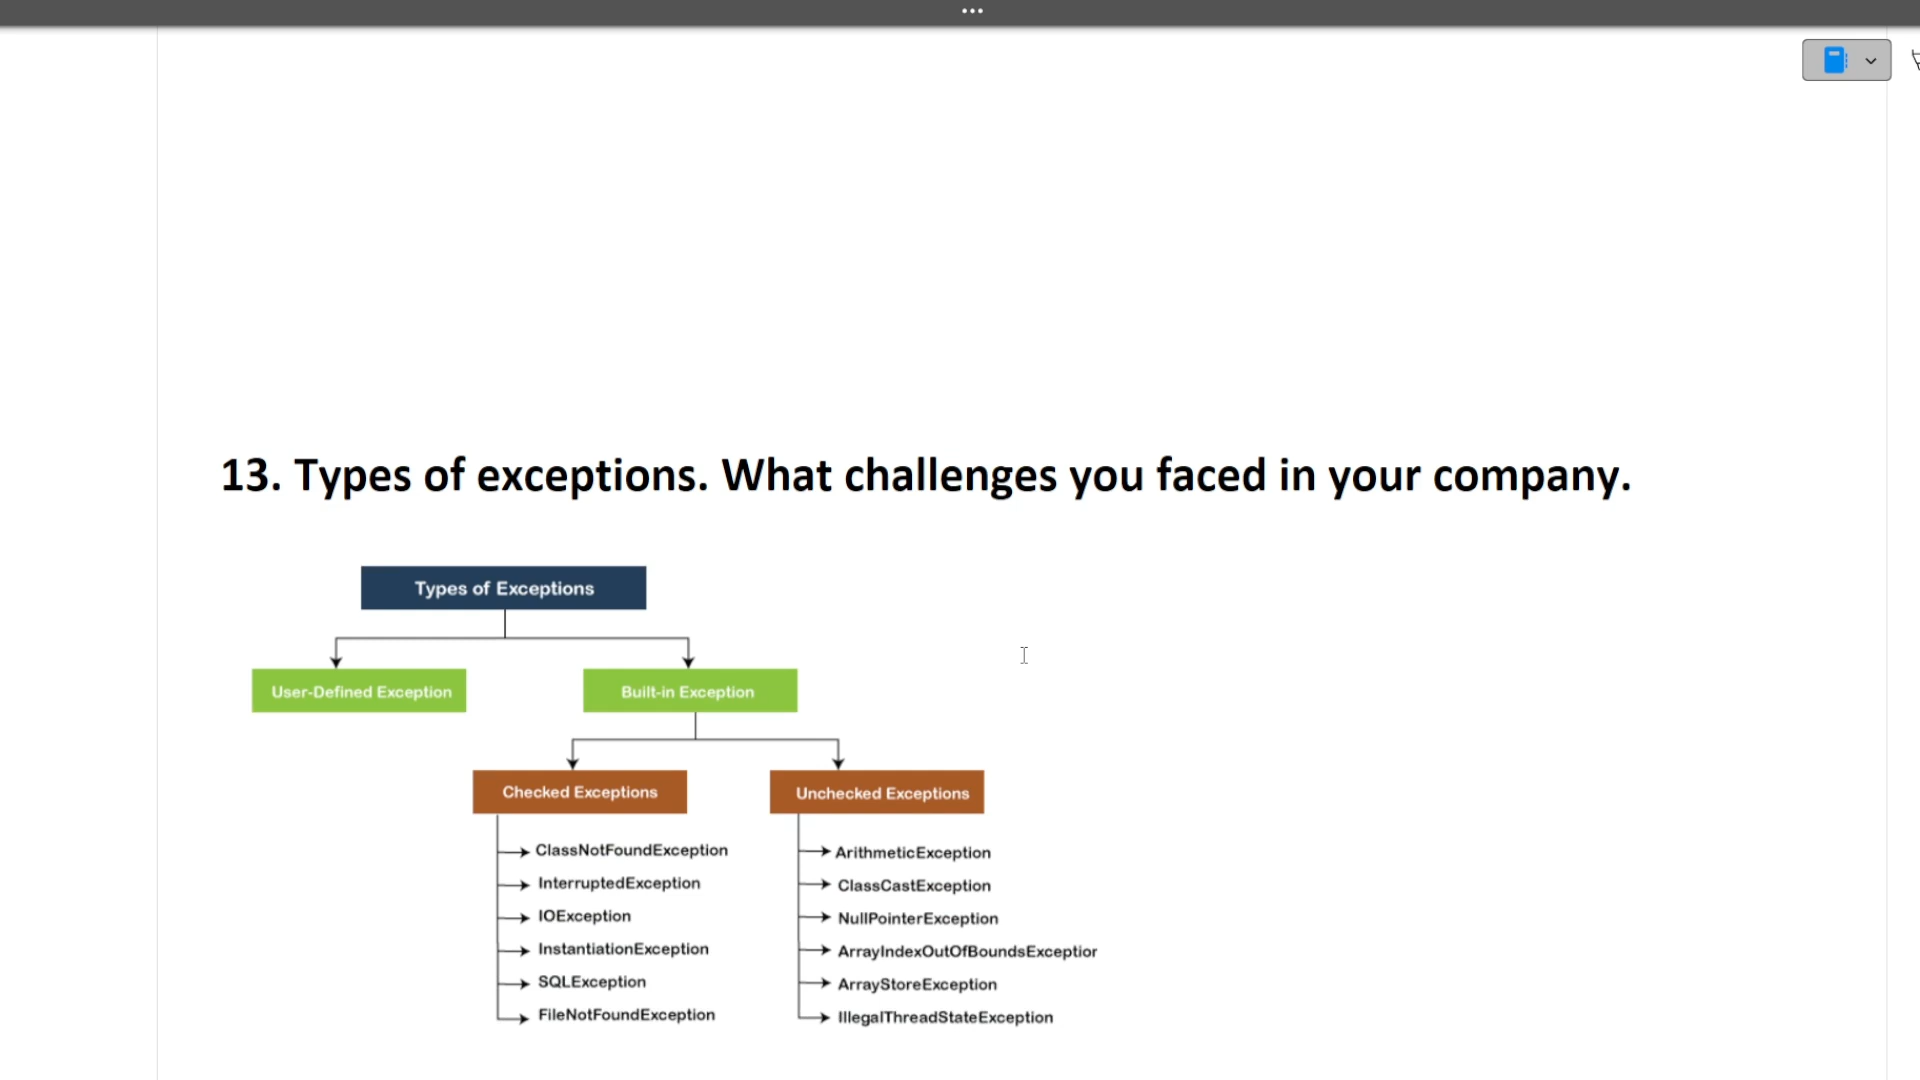 13. Types of exceptions. What challenges you faced in your company.
Types of Exceptions
User-Defined Exception
Built-in Exception
Checked Exceptions
Unchecked Exceptions
ClassNotFoundException
InterruptedException
IOException
InstantiationException
SQLException
FileNotFoundException
ArithmeticException
ClassCastException
NullPointerException
ArrayIndexOutOfBoundsExceptior
ArrayStoreException
IllegalThreadStateException